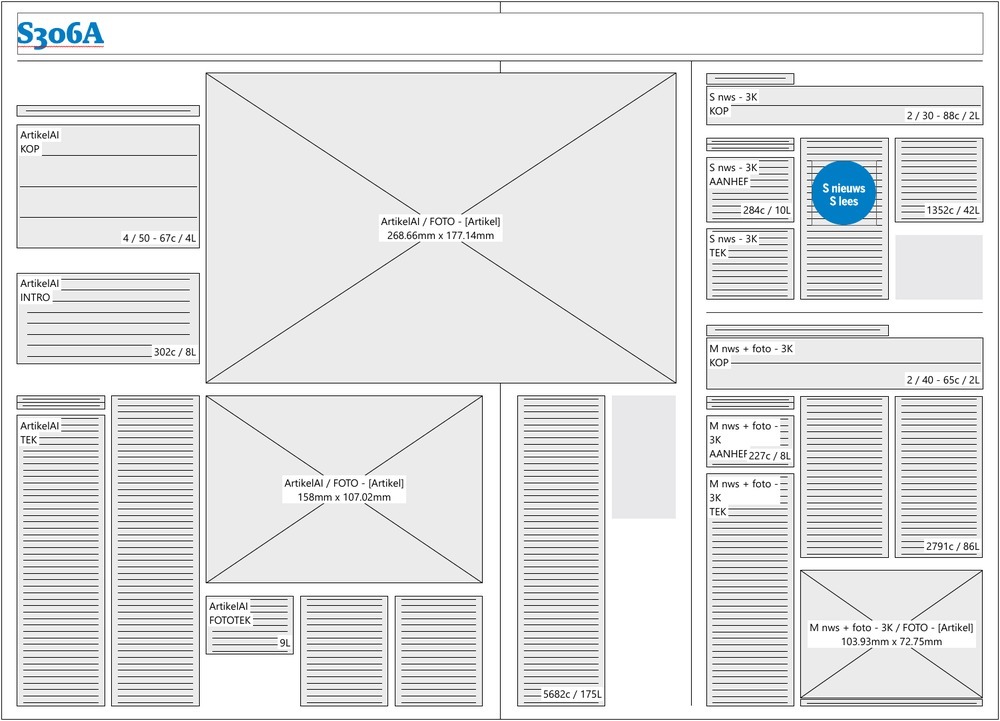 S306A
ArtikelAI
KOP
4 / 50 - 67c / 4L
ArtikelAI
INTRO
302c / 8L
ArtikelAI
TEK
ArtikelAI / FOTO - [Artikel]
268.66mm x 177.14mm
ArtikelAI / FOTO - [Artikel]
158mm x 107.02mm
ArtikelAI
FOTOTEK
9L
5682c / 175L
S nws - 3K
KOP
2 / 30 - 88c / 2L
S nws - 3K
AANHEF
284c / 10L
S nws - 3K
TEK
S nieuws
S lees
1352c / 42L
M nws + foto - 3K
KOP
2 / 40 - 65c / 2L
M nws + foto -
3K
AANHEF
227c / 8L
M nws + foto -
3K
TEK
2791c / 86L
M nws + foto - 3K / FOTO - [Artikel]
103.93mm x 72.75mm